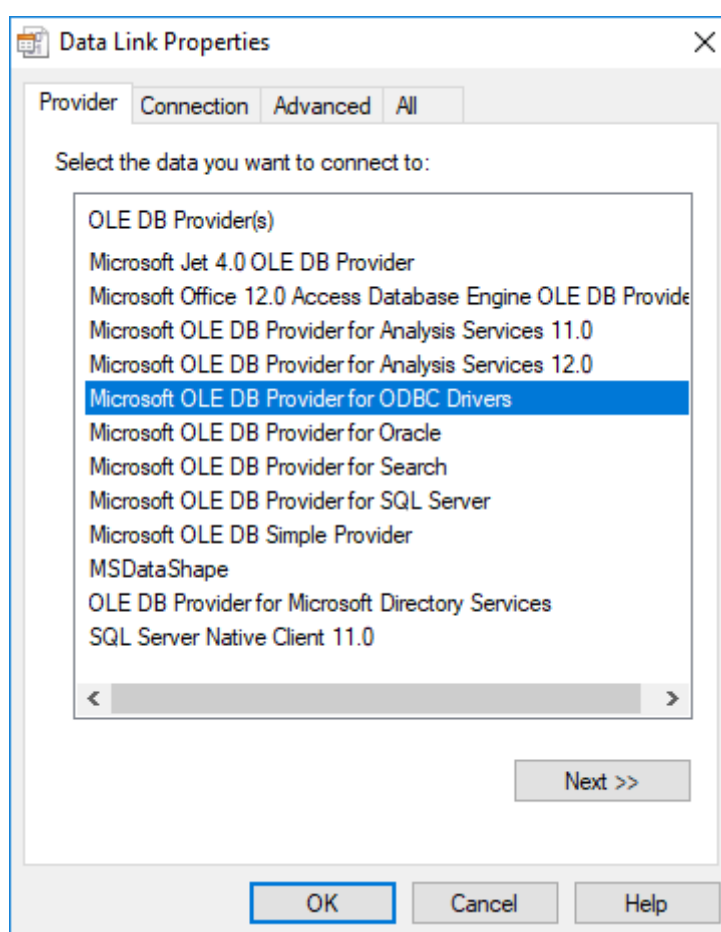 Data Link Properties
Provider Connection Advanced All
Select the data you want to connect to:
OLE DB Provider(s)
Microsoft Jet 4.0 OLE DB Provider
Microsoft Office 12.0 Access Database Engine OLE DB Provide
Microsoft OLE DB Provider for Analysis Services 11.0
Microsoft OLE DB Provider for Analysis Services 12.0
Microsoft OLE DB Provider for ODBC Drivers
Microsoft OLE DB Provider for Oracle
Microsoft OLE DB Provider for Search
Microsoft OLE DB Provider for SQL Server
Microsoft OLE DB Simple Provider
MSDataShape
OLE DB Provider for Microsoft Directory Services
SQL Server Native Client 11.0
Next >>
OK Cancel Help